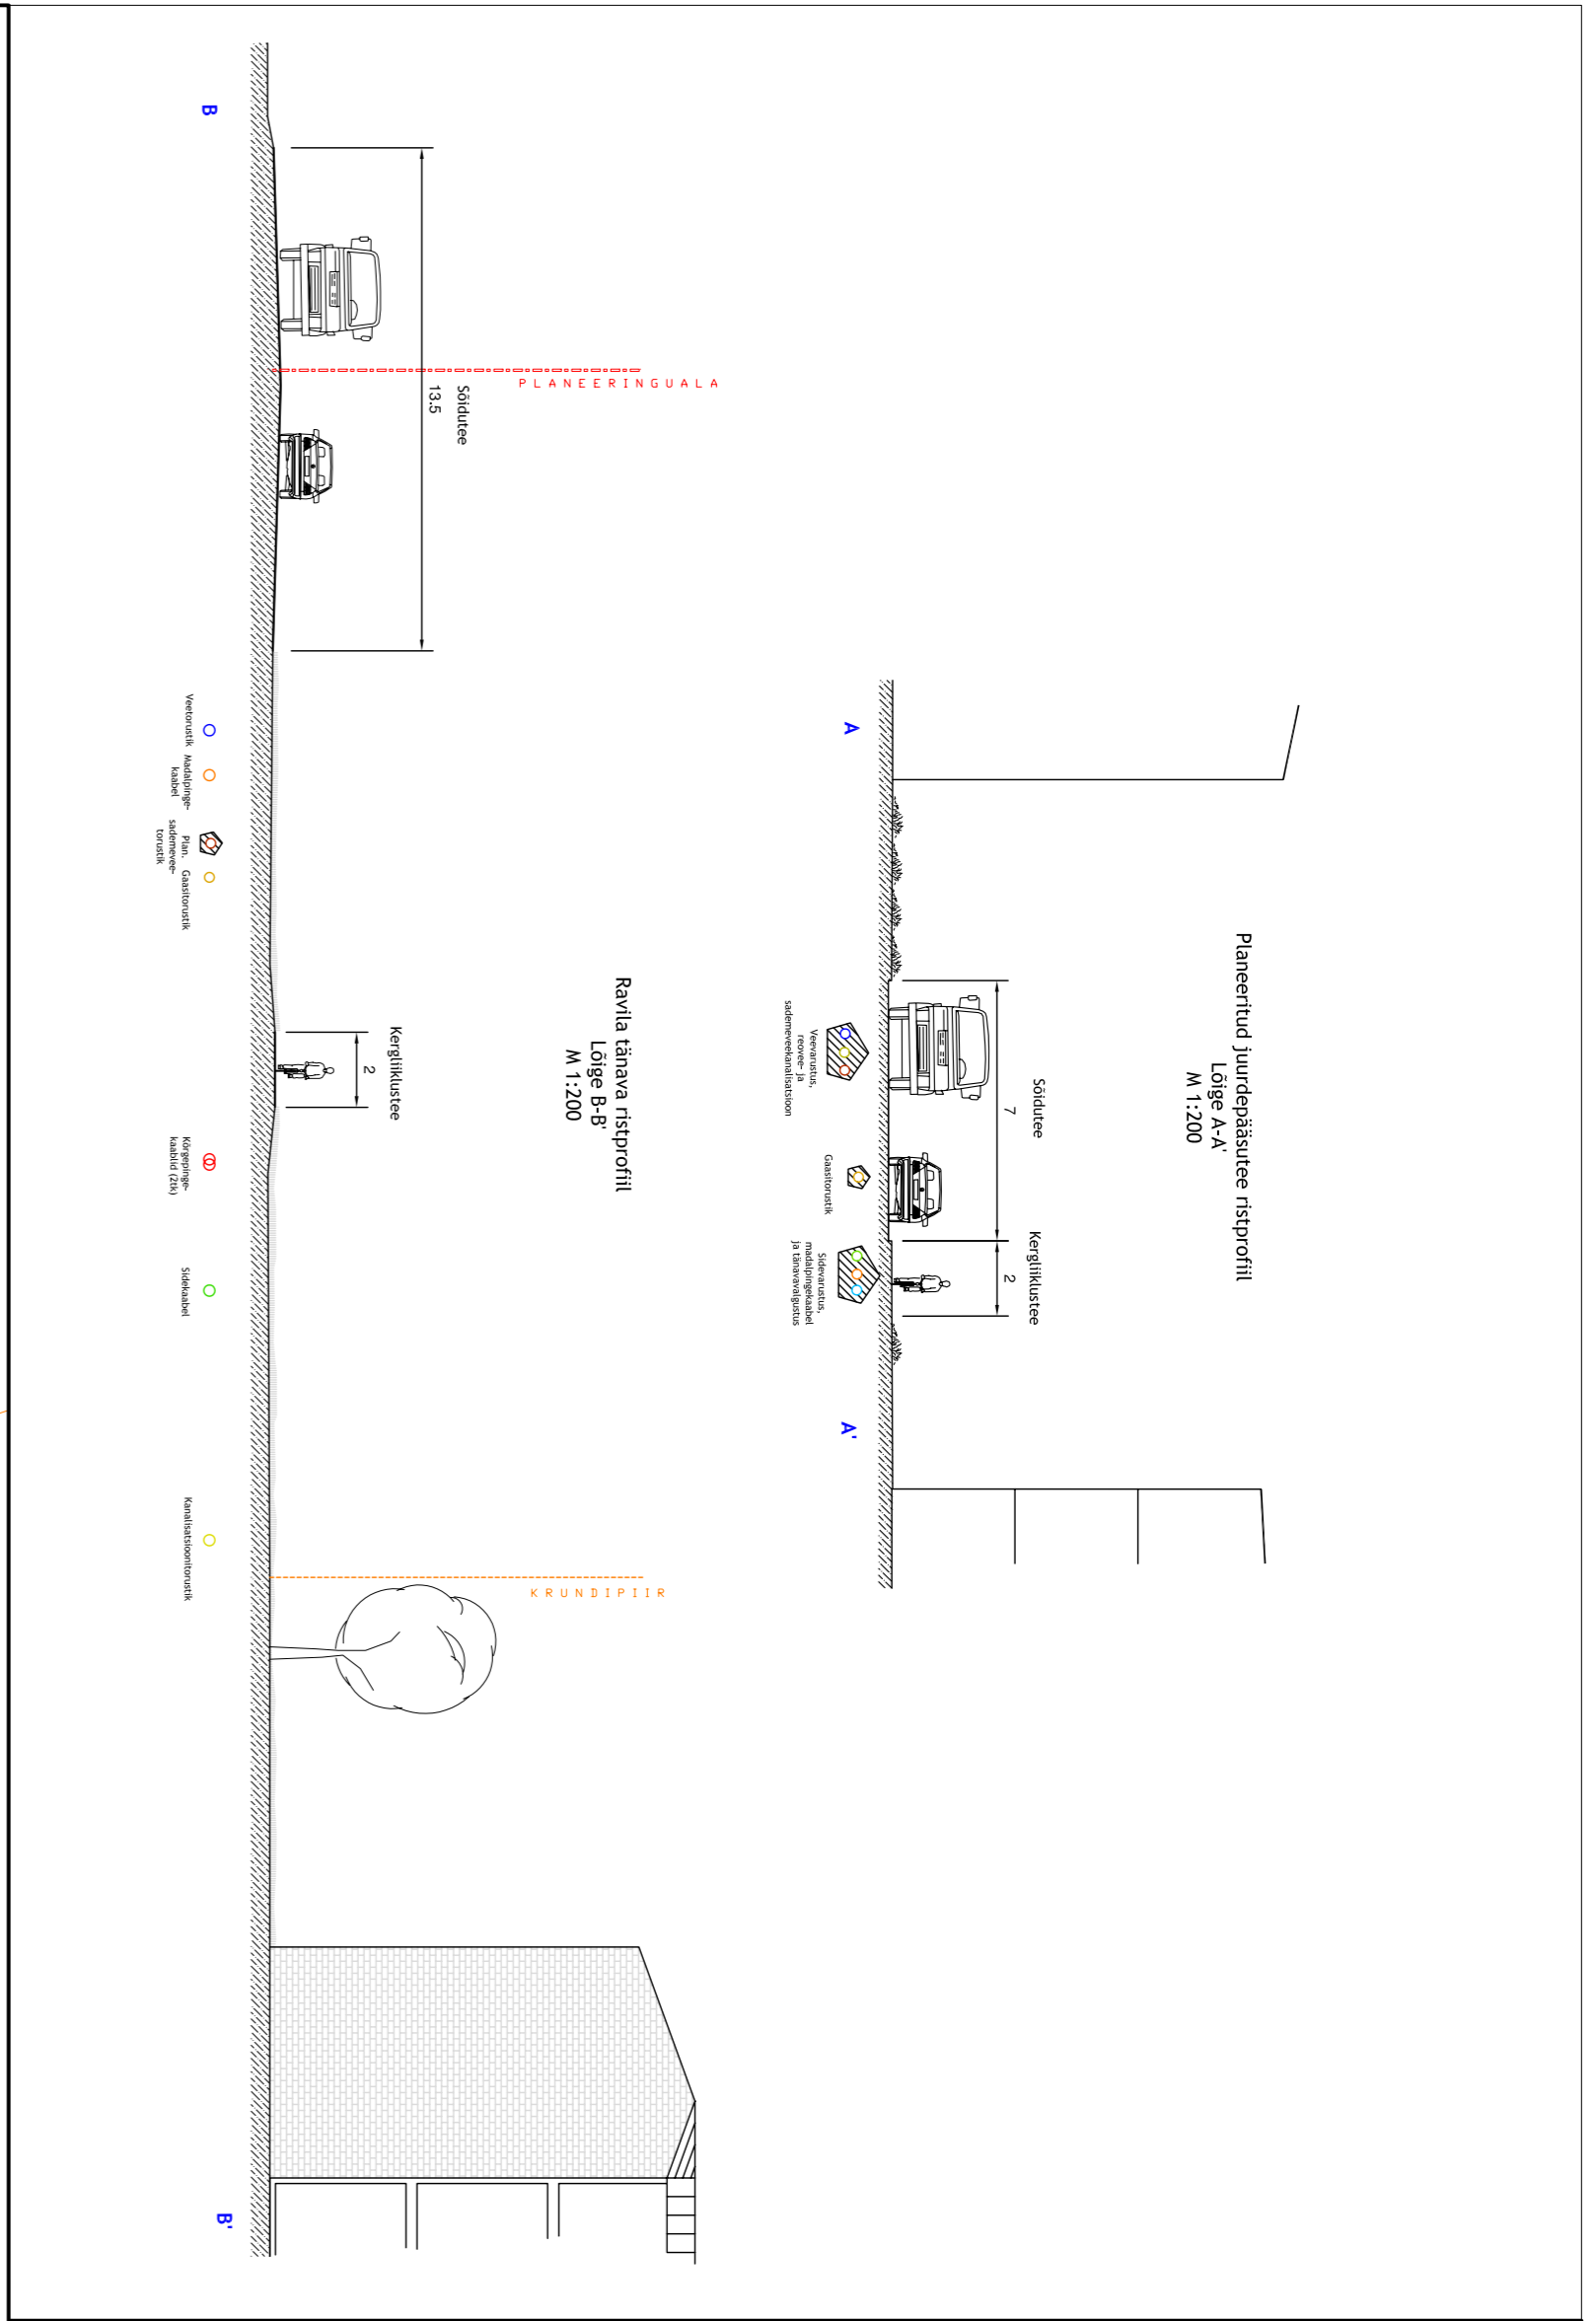 Planeeritud juurdepääsutee ristprofiil
Lõige A-A'
M 1:200
Sõidutee
7
Kergliiklustee
2
A
A'
Veevarustus,
reovee- ja
sademeveekanalisatsioon
Gaasitorustik
Sidevarustus,
madalpingekaabel
ja tänavavalgustus
Ravila tänava ristprofiil
Lõige B-B'
M 1:200
PLANEERINGUALA
Sõidutee
13.5
Kergliiklustee
2
KRUNDIPIIR
B
B'
Veetorustik
Madalpinge-
kaabel
Plan.
sademevee-
torustik
Gaasitorustik
Kõrgepinge-
kaablid (2tk)
Sidekaabel
Kanalisatsioonitorustik